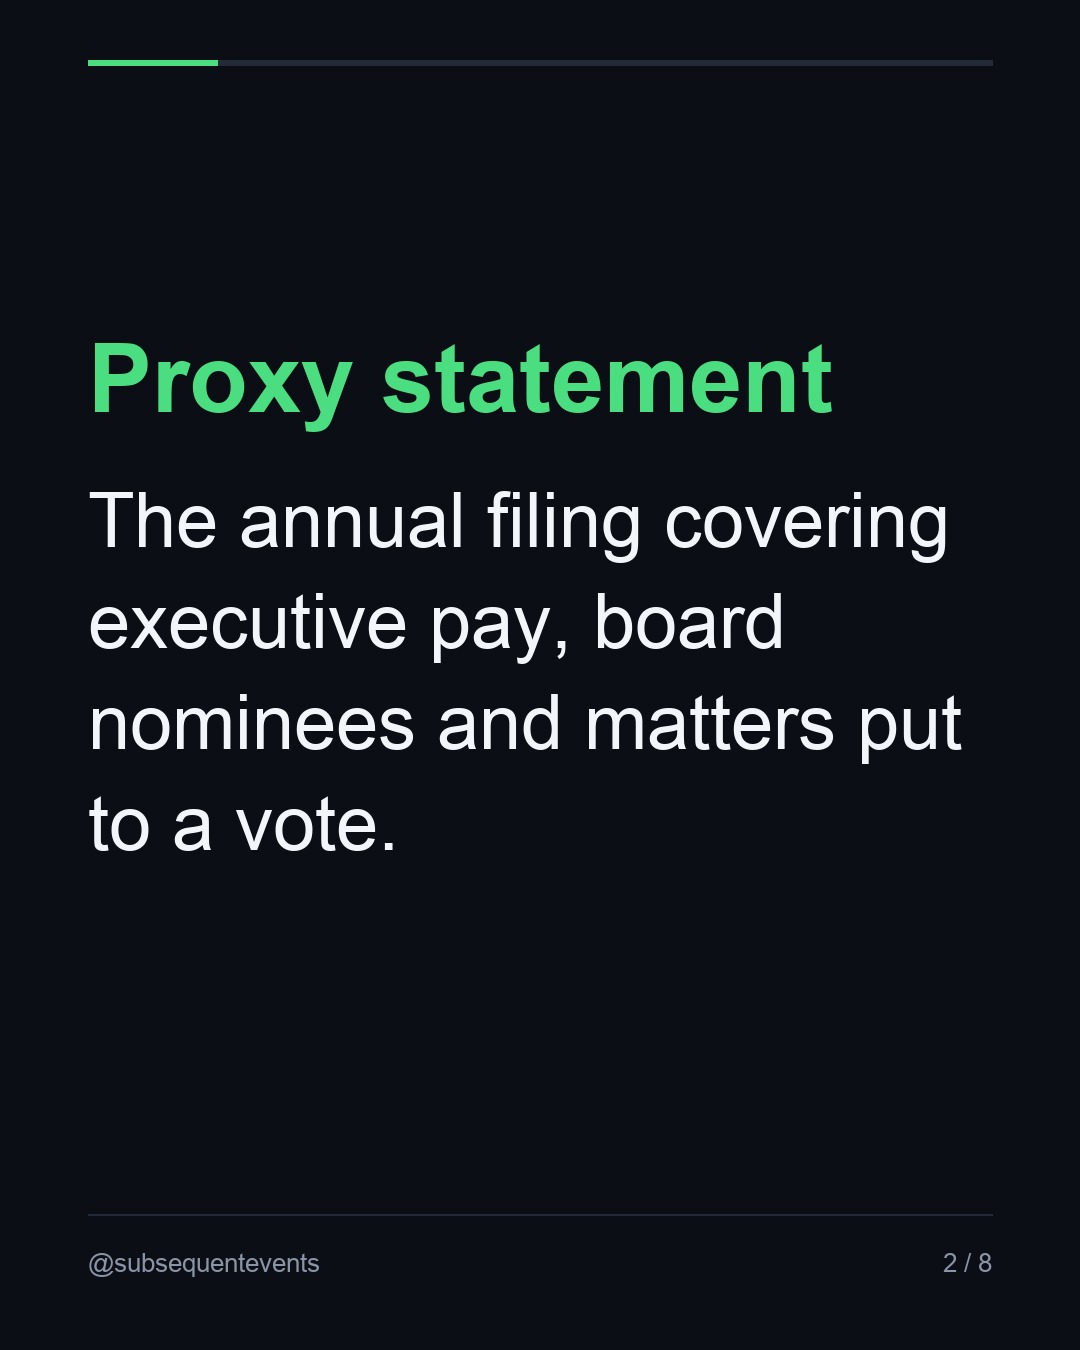 Proxy statement
The annual filing covering
executive pay, board
nominees and matters put
to a vote.
@subsequentevents
2 / 8